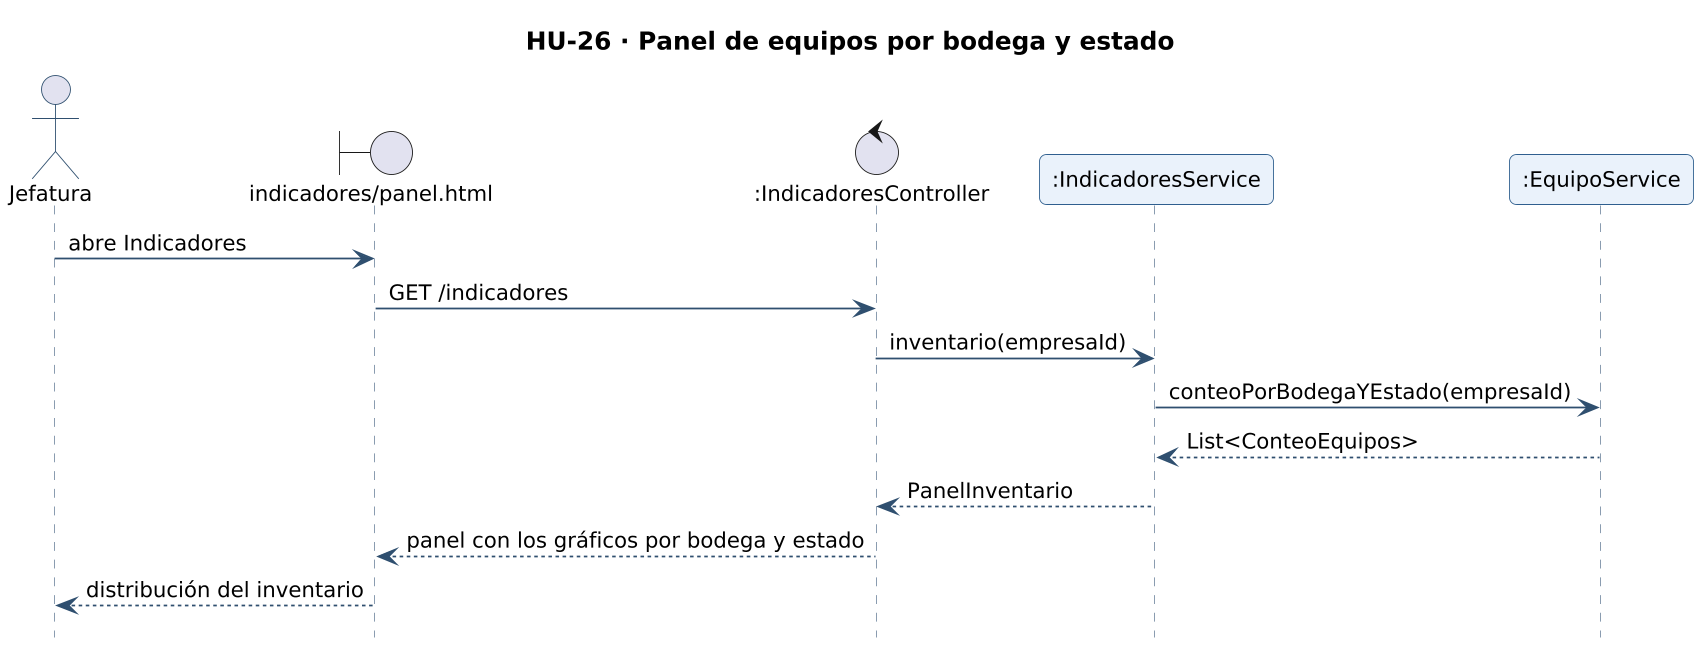 HU-26 · Panel de equipos por bodega y estado
Jefatura
indicadores/panel.html
:IndicadoresController
:IndicadoresService
:EquipoService
abre Indicadores
GET /indicadores
inventario(empresaId)
conteoPorBodegaYEstado(empresaId)
List<ConteoEquipos>
PanelInventario
panel con los gráficos por bodega y estado
distribución del inventario